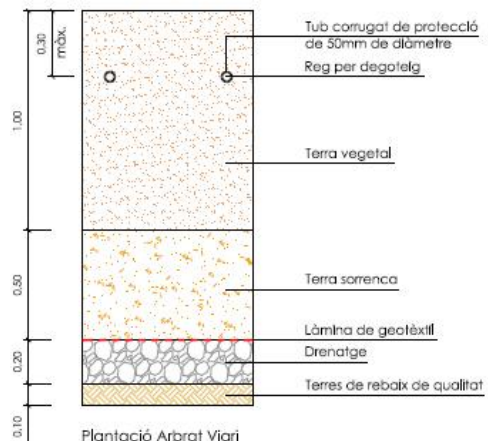 0.30
màx.
1.00
0.50
0.20
0.10
Tub corrugat de protecció
de 50mm de diàmetre
Reg per degoteig
Terra vegetal
Terra sorrenca
Làmina de geotèxtil
Drenatge
Terres de rebaix de qualitat
Plantació Arbrat Viari